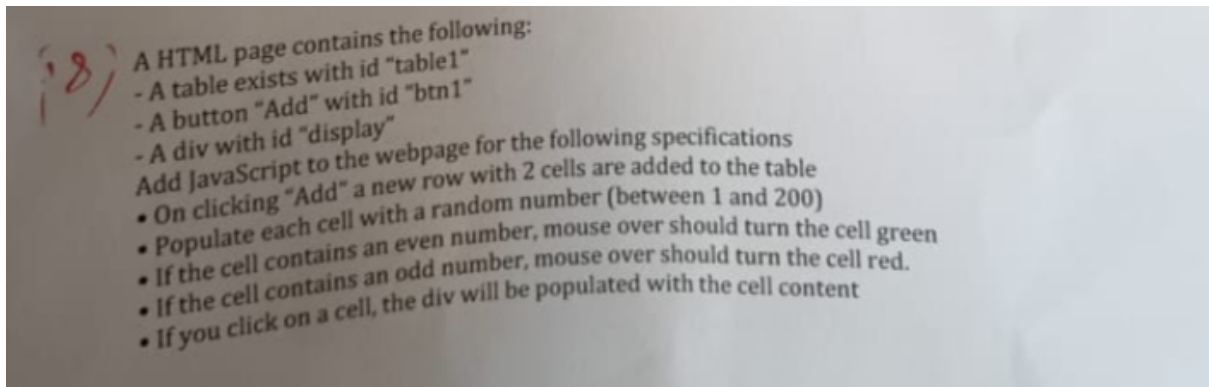 18) A HTML page contains the following:
- A table exists with id "table1"
- A button "Add" with id "btn1"
- A div with id "display"
Add JavaScript to the webpage for the following specifications
• On clicking "Add" a new row with 2 cells are added to the table
• Populate each cell with a random number (between 1 and 200)
• If the cell contains an even number, mouse over should turn the cell green
• If the cell contains an odd number, mouse over should turn the cell red.
• If you click on a cell, the div will be populated with the cell content